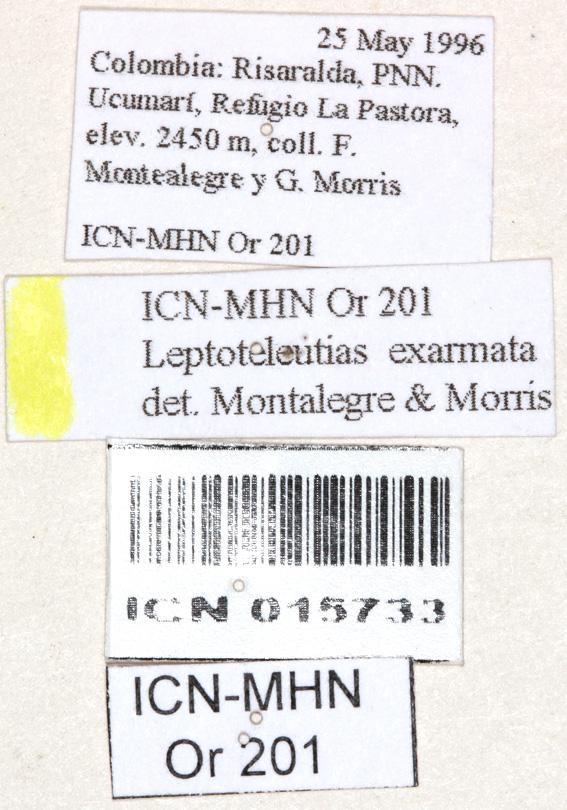 25 May 1996
Colombia: Risaralda, PNN.
Ucumarí, Refugio La Pastora,
elev. 2450 m, coll. F.
Montealegre y G. Morris
ICN-MHN Or 201
ICN-MHN Or 201
Leptoteleutias exarmata
det. Montalegre & Morris
ICN 015733
ICN-MHN
Or 201